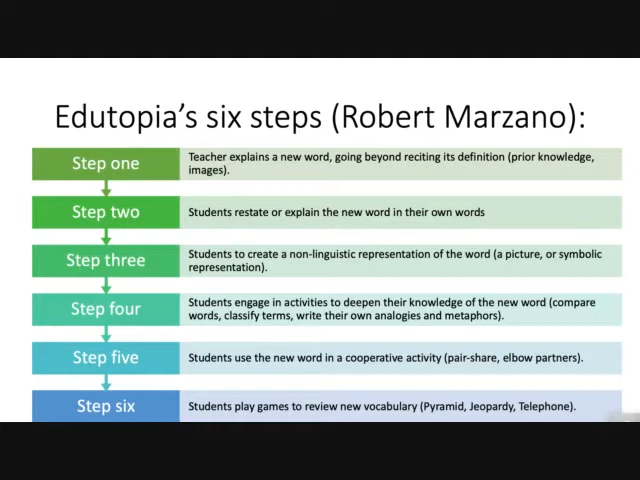 Edutopia's six steps (Robert Marzano):
Step one
Teacher explains a new word, going beyond reciting its definition (prior knowledge,
images).
Step two
Students restate or explain the new word in their own words
Step three
Students to create a non-linguistic representation of the word (a picture, or symbolic
representation).
Step four
Students engage in activities to deepen their knowledge of the new word (compare
words, classify terms, write their own analogies and metaphors).
Step five
Students use the new word in a cooperative activity (pair-share, elbow partners).
Step six
Students play games to review new vocabulary (Pyramid, Jeopardy, Telephone).